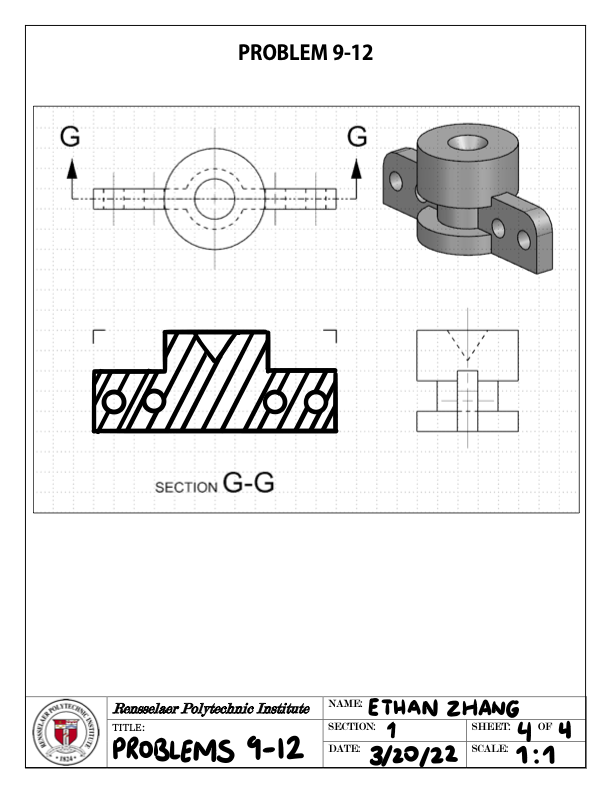 PROBLEM 9-12
G G
SECTION G-G
RENSSELAER POLYTECHNIC INSTITUTE
1824
Rensselaer Polytechnic Institute
TITLE:
PROBLEMS 9-12
NAME: ETHAN ZHANG
SECTION: 1 SHEET: 4 OF 4
DATE: 3/20/22 SCALE: 1:1